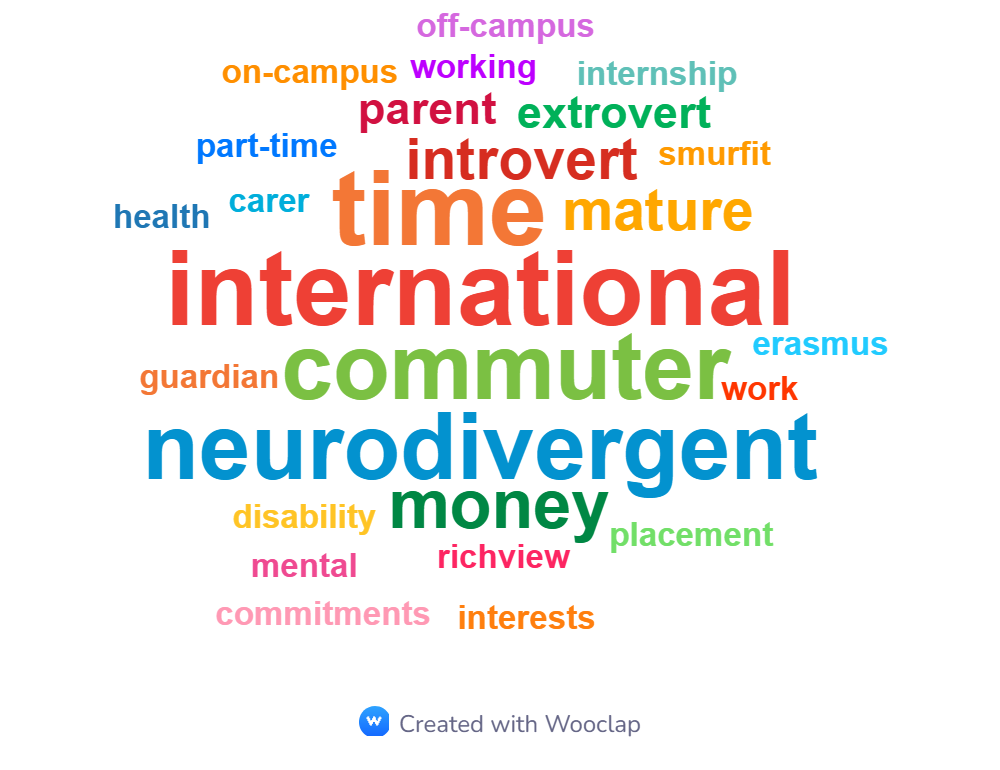 off-campus
on-campus working internship
parent extrovert
part-time introvert smurfit
health carer time mature
international
commuter erasmus
guardian work
neurodivergent
disability money placement
mental richview
commitments interests
w Created with Wooclap